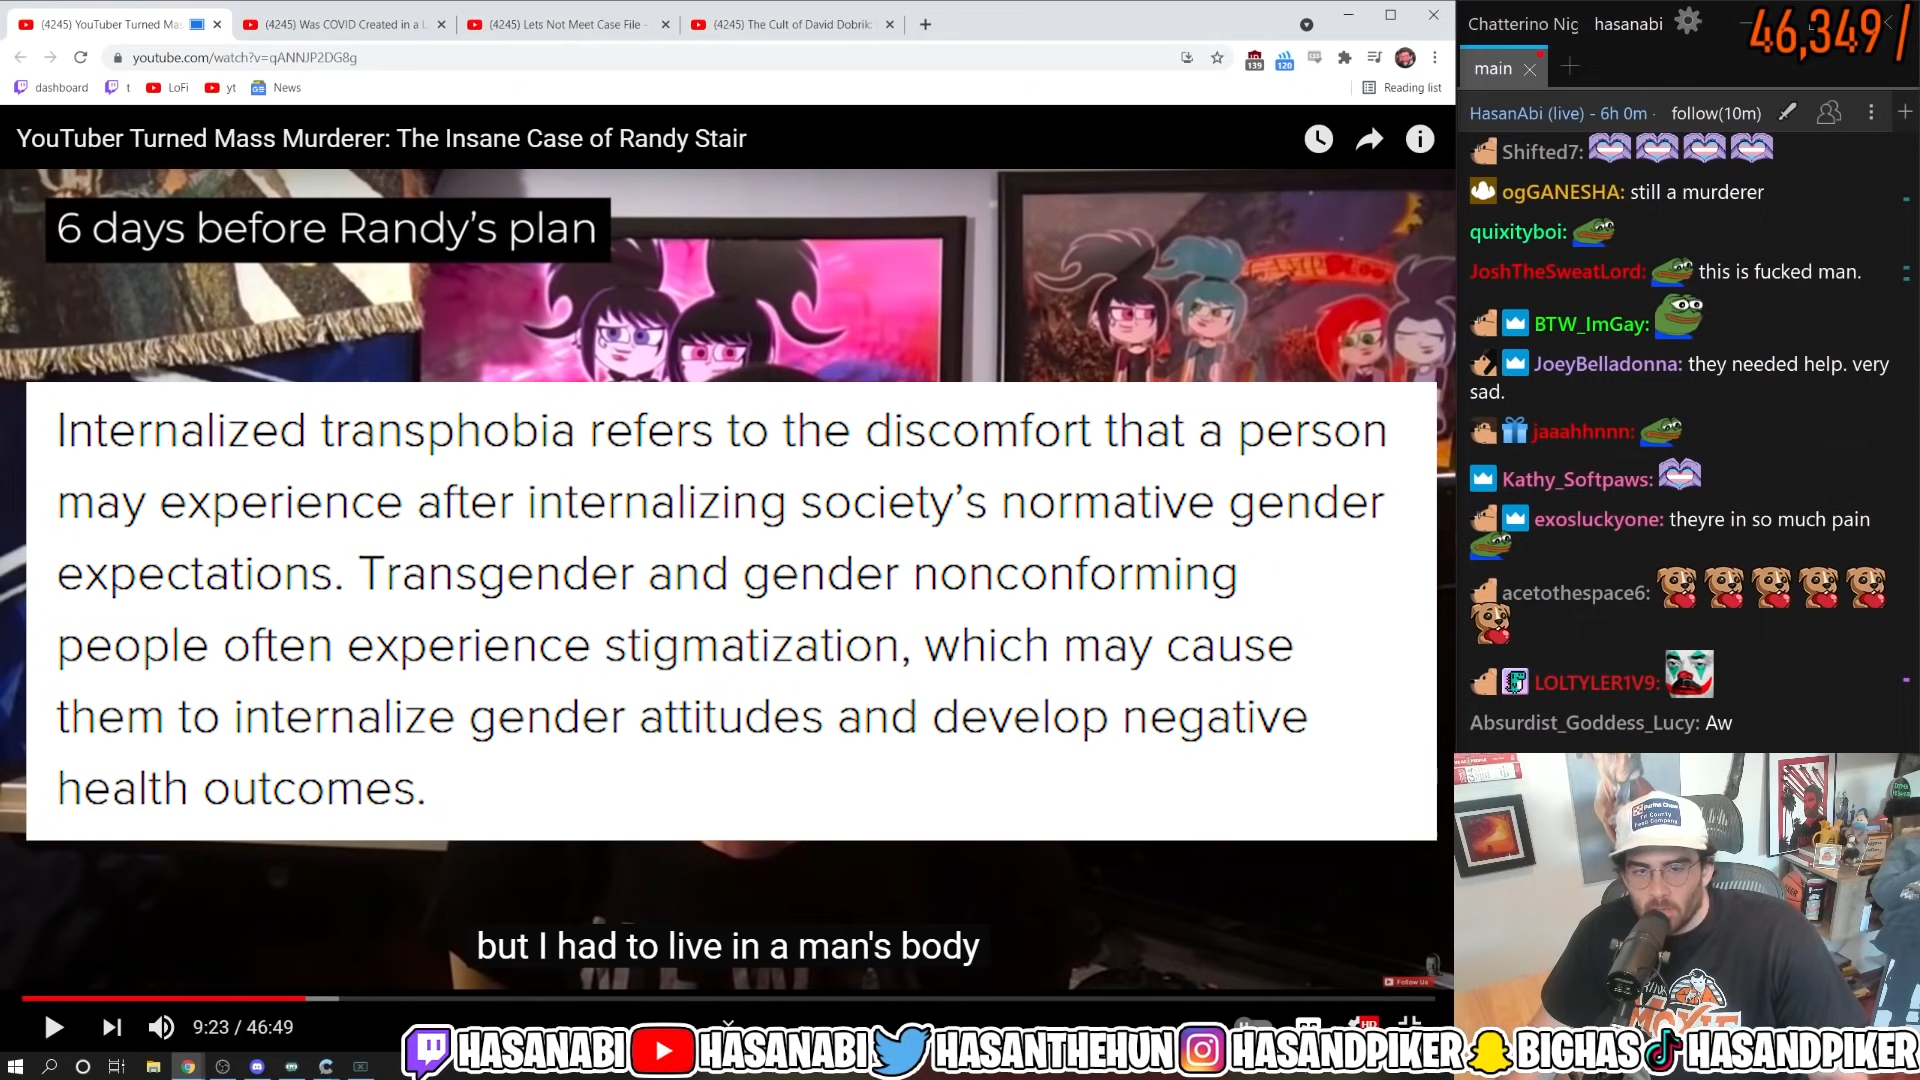 (4245) YouTuber Turned Ma
(4245) Was COVID Created in a L
(4245) Lets Not Meet Case File -
(4245) The Cult of David Dobrik:
youtube.com/watch?v=qANNJP2DG8g
139
120
dashboard
t
LoFi
yt
News
Reading list
YouTuber Turned Mass Murderer: The Insane Case of Randy Stair
6 days before Randy's plan
Internalized transphobia refers to the discomfort that a person
may experience after internalizing society's normative gender
expectations. Transgender and gender nonconforming
people often experience stigmatization, which may cause
them to internalize gender attitudes and develop negative
health outcomes.
but I had to live in a man's body
Follow Us
9:23 / 46:49
HD
HASANABI
HASANABI
HASANTHEHUN
HASANDPIKER
BIGHAS
HASANDPIKER
Chatterino Nig
hasanabi
46,349 /
main
HasanAbi (live) - 6h 0m ·
follow(10m)
Shifted7:
ogGANESHA: still a murderer
quixityboi:
JoshTheSweatLord: this is fucked man.
BTW_ImGay:
JoeyBelladonna: they needed help. very
sad.
jaaahhnnn:
Kathy_Softpaws:
exosluckyone: theyre in so much pain
acetothespace6:
LOLTYLER1V9:
Absurdist_Goddess_Lucy: Aw